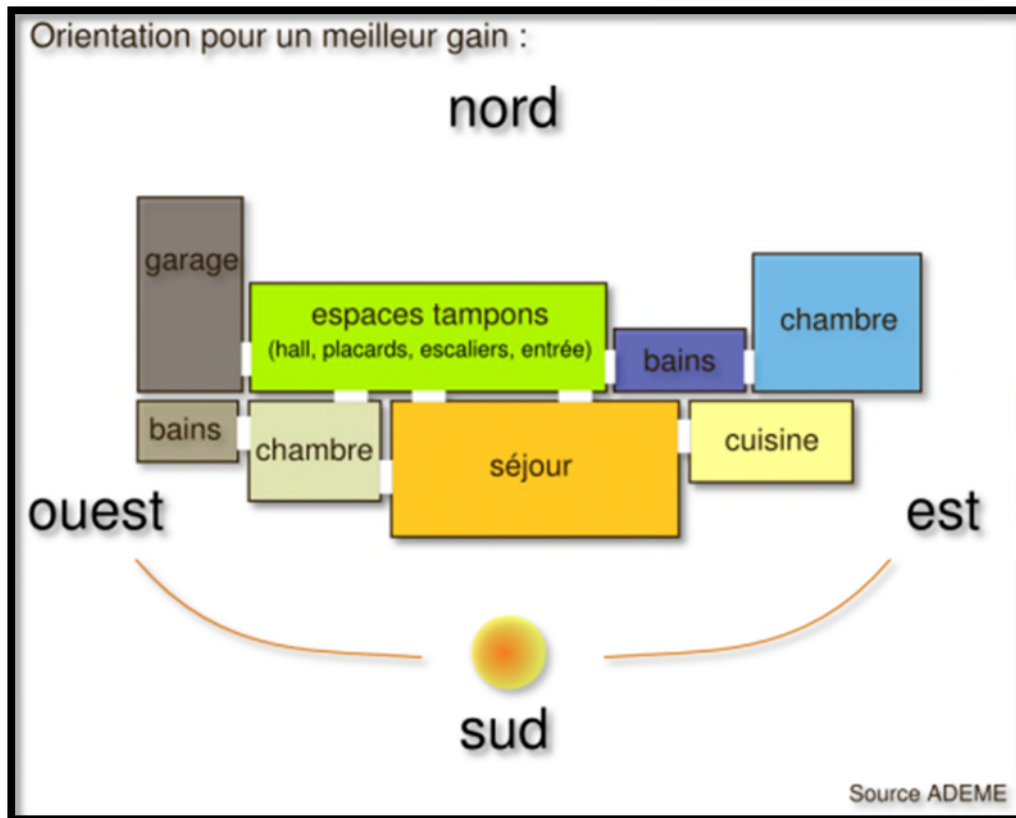 Orientation pour un meilleur gain :
nord
garage
espaces tampons
(hall, placards, escaliers, entrée)
chambre
bains
bains
chambre
séjour
cuisine
ouest
est
sud
Source ADEME